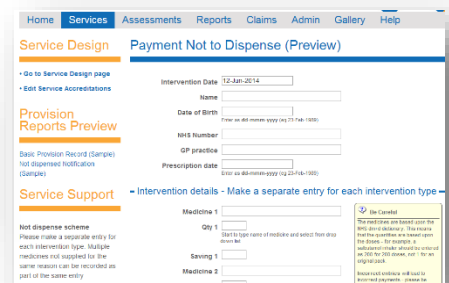 Home Services Assessments Reports Claims Admin Gallery Help
Service Design
• Go to Service Design page
• Edit Service Accreditations
Provision
Reports Preview
Basic Provision Record (Sample)
Not dispensed Notification
(Sample)
Service Support
Not dispense scheme
Please make a separate entry for
each intervention type. Multiple
medicines not supplied for the
same reason can be recorded as
part of the same entry
Payment Not to Dispense (Preview)
Intervention Date 12-Jun-2014
Name
Date of Birth
Enter as dd-mmm-yyyy (eg 23-Feb-1989)
NHS Number
GP practice
Prescription date
Enter as dd-mmm-yyyy (eg 23-Feb-1989)
Intervention details - Make a separate entry for each intervention type
Medicine 1
Qty 1
Start to type name of medicine and select from drop
down list
Saving 1
Medicine 2
Be Careful
The medicines are based upon the
NHS dm+d dictionary. This means
that the quantities are based upon
the doses - for example, a
salbutamol inhaler should be entered
as 200 for 200 doses, not 1 for an
original pack
Incorrect entries will lead to
incorrect payments - please be